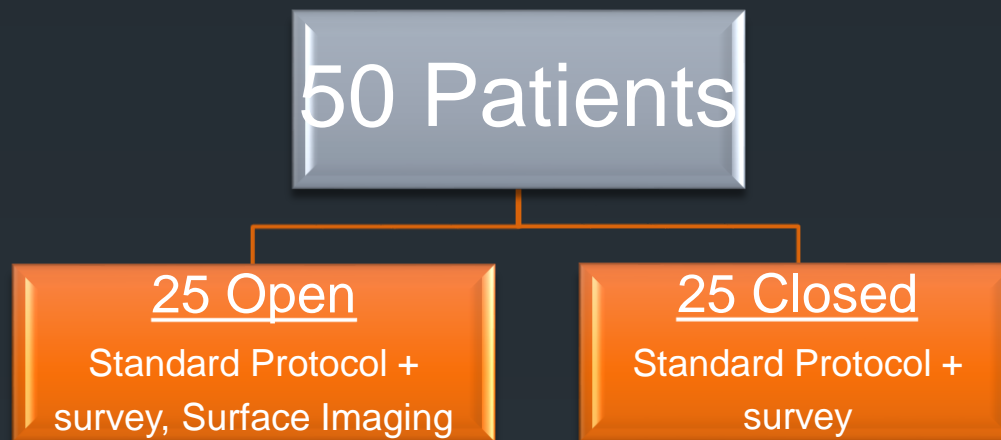 50 Patients
25 Open
Standard Protocol +
survey, Surface Imaging
25 Closed
Standard Protocol +
survey